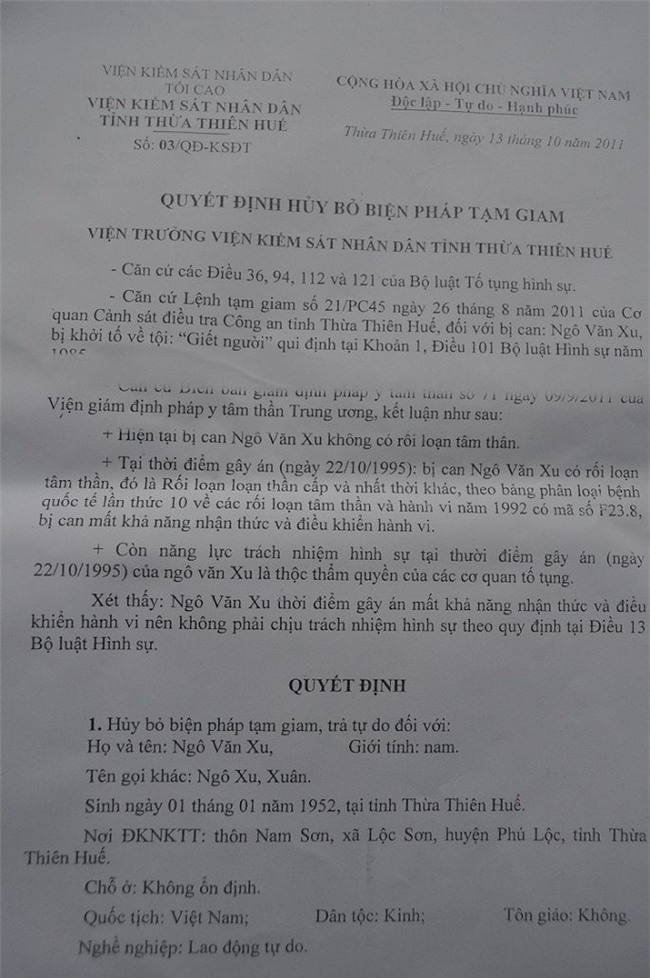 VIỆN KIỂM SÁT NHÂN DÂN
TỐI CAO
VIỆN KIỂM SÁT NHÂN DÂN
TỈNH THỪA THIÊN HUẾ
Số: 03/QĐ-KSĐT
CỘNG HÒA XÃ HỘI CHỦ NGHĨA VIỆT NAM
Độc lập - Tự do - Hạnh phúc
Thừa Thiên Huế, ngày 13 tháng 10 năm 2011
QUYẾT ĐỊNH HỦY BỎ BIỆN PHÁP TẠM GIAM
VIỆN TRƯỞNG VIỆN KIỂM SÁT NHÂN DÂN TỈNH THỪA THIÊN HUẾ
- Căn cứ các Điều 36, 94, 112 và 121 của Bộ luật Tố tụng hình sự.
- Căn cứ Lệnh tạm giam số 21/PC45 ngày 26 tháng 8 năm 2011 của Cơ
quan Cảnh sát điều tra Công an tỉnh Thừa Thiên Huế, đối với bị can: Ngô Văn Xu,
bị khởi tố về tội: “Giết người” qui định tại Khoản 1, Điều 101 Bộ luật Hình sự năm
1985
- Căn cứ Biên bản giám định pháp y tâm thần số 71 ngày 09/9/2011 của
Viện giám định pháp y tâm thần Trung ương, kết luận như sau:
+ Hiện tại bị can Ngô Văn Xu không có rối loạn tâm thần.
+ Tại thời điểm gây án (ngày 22/10/1995): bị can Ngô Văn Xu có rối loạn
tâm thần, đó là Rối loạn loạn thần cấp và nhất thời khác, theo bảng phân loại bệnh
quốc tế lần thức 10 về các rối loạn tâm thần và hành vi năm 1992 có mã số F23.8,
bị can mất khả năng nhận thức và điều khiển hành vi.
+ Còn năng lực trách nhiệm hình sự tại thười điểm gây án (ngày
22/10/1995) của ngô văn Xu là thộc thẩm quyền của các cơ quan tố tụng.
Xét thấy: Ngô Văn Xu thời điểm gây án mất khả năng nhận thức và điều
khiển hành vi nên không phải chịu trách nhiệm hình sự theo quy định tại Điều 13
Bộ luật Hình sự.
QUYẾT ĐỊNH
1. Hủy bỏ biện pháp tạm giam, trả tự do đối với:
Họ và tên: Ngô Văn Xu, Giới tính: nam.
Tên gọi khác: Ngô Xu, Xuân.
Sinh ngày 01 tháng 01 năm 1952, tại tỉnh Thừa Thiên Huế.
Nơi ĐKNKTT: thôn Nam Sơn, xã Lộc Sơn, huyện Phú Lộc, tỉnh Thừa
Thiên Huế.
Chỗ ở: Không ổn định.
Quốc tịch: Việt Nam; Dân tộc: Kinh; Tôn giáo: Không.
Nghề nghiệp: Lao động tự do.